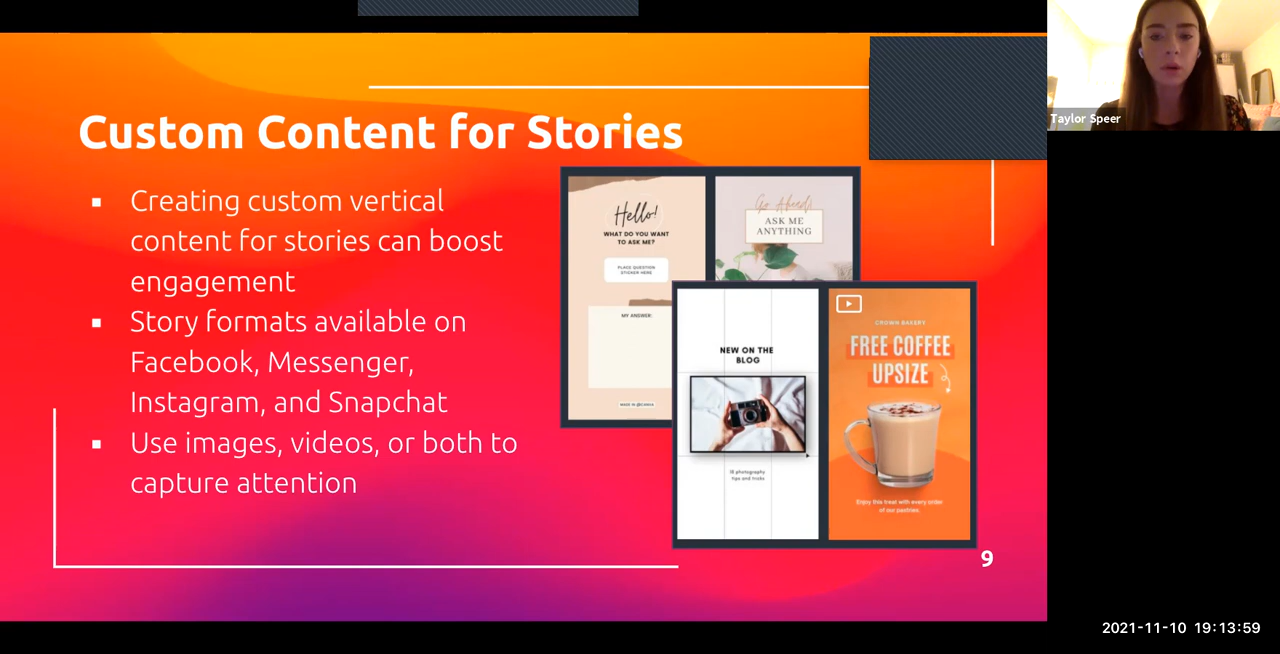 Taylor Speer
Custom Content for Stories
▪ Creating custom vertical
content for stories can boost
engagement
▪ Story formats available on
Facebook, Messenger,
Instagram, and Snapchat
▪ Use images, videos, or both to
capture attention
Hello!
WHAT DO YOU WANT
TO ASK ME?
PLACE QUESTION
STICKER HERE
MY ANSWER:
MADE IN @CANVA
Go Ahead!
ASK ME
ANYTHING
NEW ON THE
BLOG
18 photography
tips and tricks
CROWN BAKERY
FREE COFFEE
UPSIZE
Enjoy this treat with every order
of our pastries.
9
2021-11-10 19:13:59